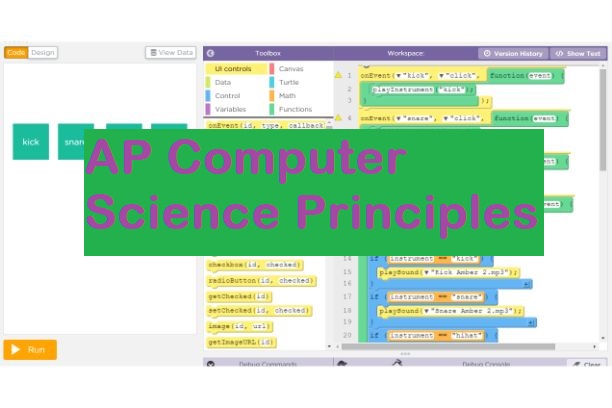 Code Design View Data Toolbox Workspace: Version History Show Text
UI controls Canvas
Data Turtle
Control Math
Variables Functions
onEvent(id, type, callback)
checkbox(id, checked)
radioButton(id, checked)
getChecked(id)
setChecked(id, checked)
image(id, url)
getImageURL(id)
1 onEvent("kick", "click", function(event) {
2 playInstrument("kick");
3 });
4 onEvent("snare", "click", function(event) {
kick snare
AP Computer
Science Principles
14 if (instrument == "kick") {
15 playSound("Kick Amber 2.mp3");
16 }
17 if (instrument == "snare") {
18 playSound("Snare Amber 2.mp3");
19 }
20 if (instrument == "hihat") {
Run
Debug Commands Debug Console Clear